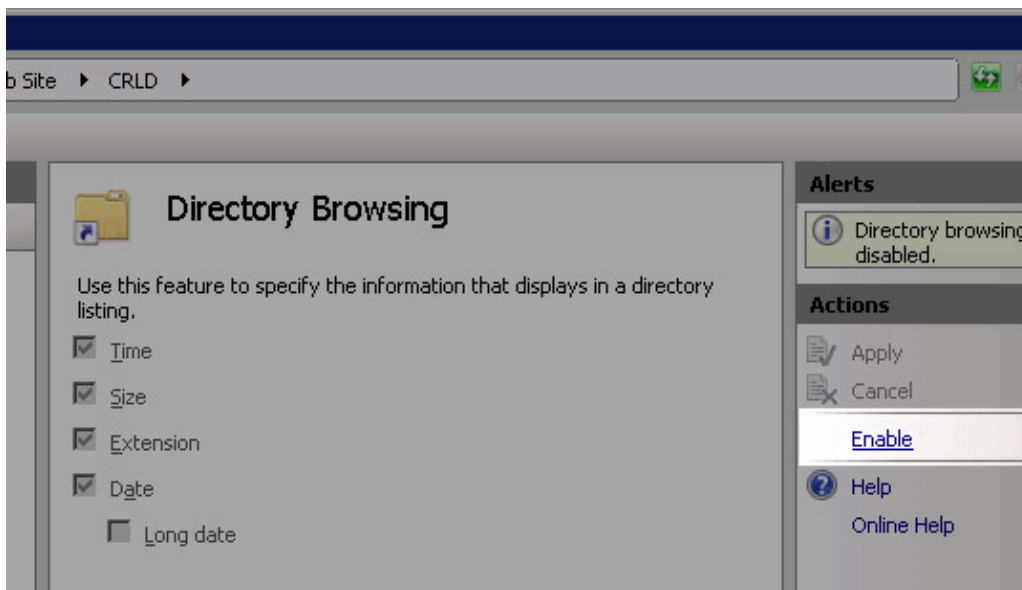 b Site ▸ CRLD ▸
Directory Browsing
Use this feature to specify the information that displays in a directory
listing.
Time
Size
Extension
Date
Long date
Alerts
Directory browsing
disabled.
Actions
Apply
Cancel
Enable
Help
Online Help